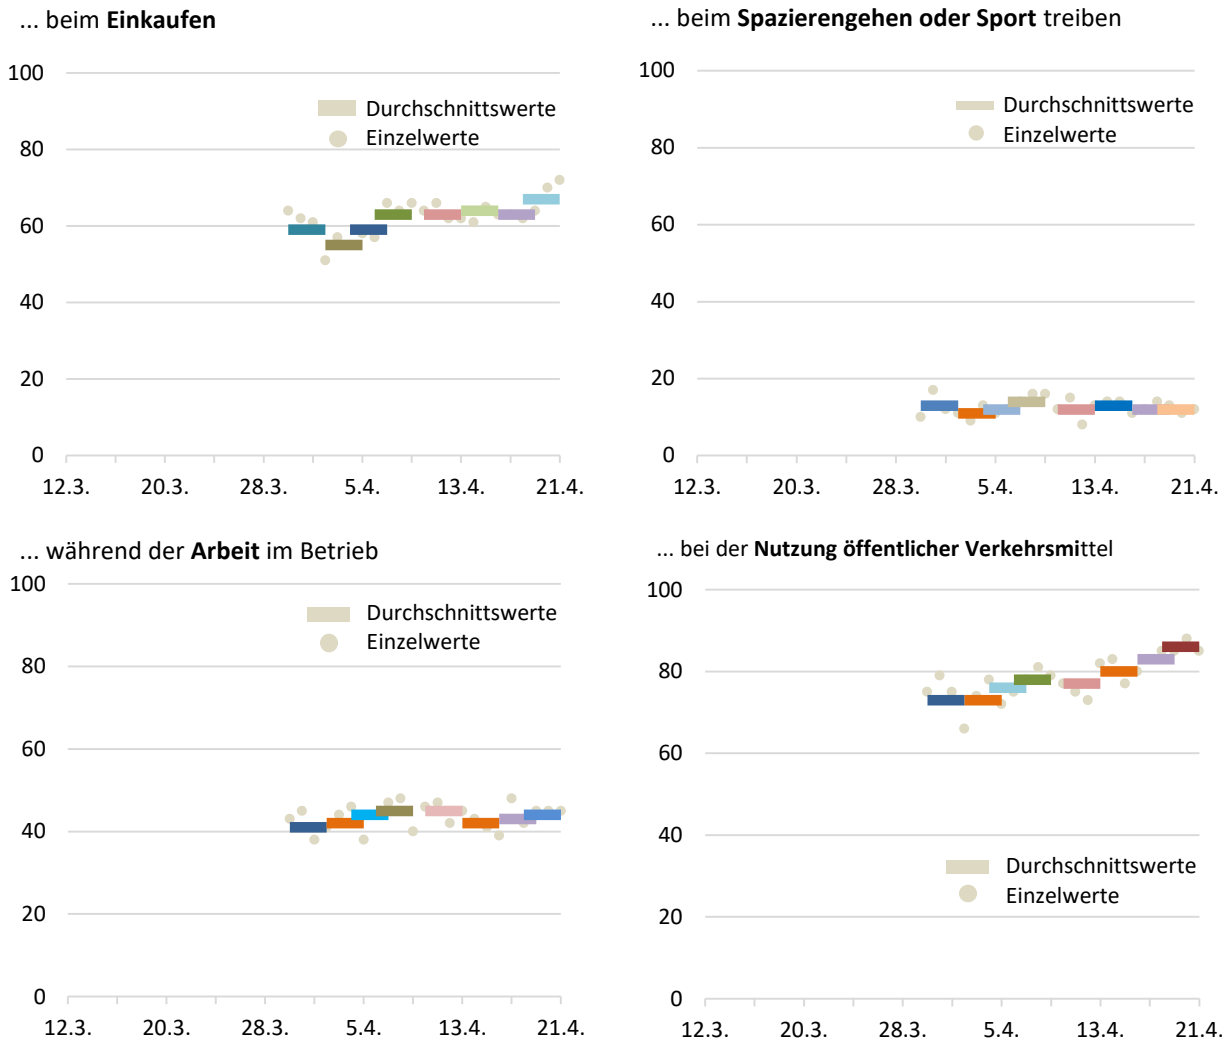 ... beim Einkaufen
100
80
60
40
20
0
Durchschnittswerte
Einzelwerte
12.3. 20.3. 28.3. 5.4. 13.4. 21.4.
... beim Spazierengehen oder Sport treiben
100
80
60
40
20
0
Durchschnittswerte
Einzelwerte
12.3. 20.3. 28.3. 5.4. 13.4. 21.4.
... während der Arbeit im Betrieb
100
80
60
40
20
0
Durchschnittswerte
Einzelwerte
12.3. 20.3. 28.3. 5.4. 13.4. 21.4.
... bei der Nutzung öffentlicher Verkehrsmittel
100
80
60
40
20
0
Durchschnittswerte
Einzelwerte
12.3. 20.3. 28.3. 5.4. 13.4. 21.4.